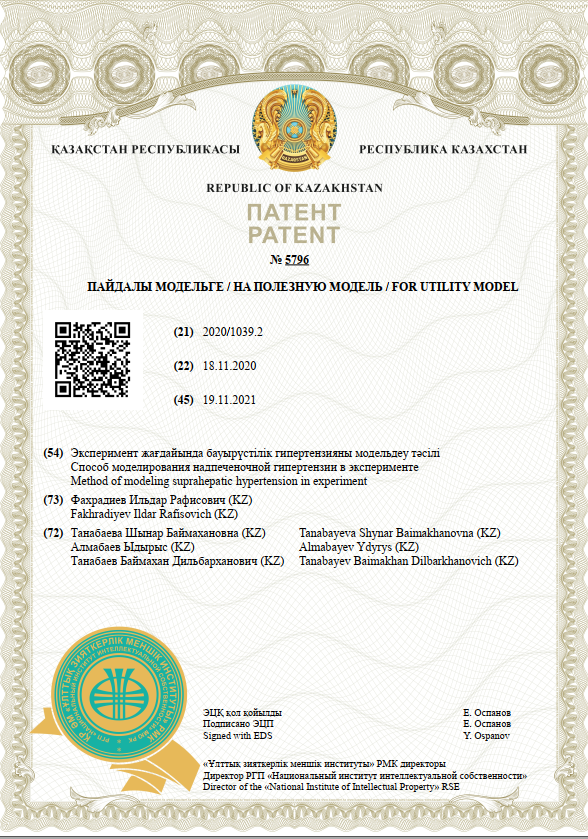 ҚАЗАҚСТАН РЕСПУБЛИКАСЫ
РЕСПУБЛИКА КАЗАХСТАН
REPUBLIC OF KAZAKHSTAN
ПАТЕНТ
PATENT
№ 5796
ПАЙДАЛЫ МОДЕЛЬГЕ / НА ПОЛЕЗНУЮ МОДЕЛЬ / FOR UTILITY MODEL
(21) 2020/1039.2
(22) 18.11.2020
(45) 19.11.2021
(54) Эксперимент жағдайында бауырүстілік гипертензияны модельдеу тәсілі
Способ моделирования надпеченочной гипертензии в эксперименте
Method of modeling suprahepatic hypertension in experiment
(73) Фахрадиев Ильдар Рафисович (KZ)
Fakhradiyev Ildar Rafisovich (KZ)
(72) Танабаева Шынар Баймахановна (KZ) Tanabayeva Shynar Baimakhanovna (KZ)
Алмабаев Ыдырыс (KZ) Almabayev Ydyrys (KZ)
Танабаев Баймахан Дильбарханович (KZ) Tanabayev Baimakhan Dilbarkhanovich (KZ)
ЭЦҚ қол қойылды Е. Оспанов
Подписано ЭЦП Е. Оспанов
Signed with EDS Y. Ospanov
«Ұлттық зияткерлік меншік институты» РМК директоры
Директор РГП «Национальный институт интеллектуальной собственности»
Director of the «National Institute of Intellectual Property» RSE